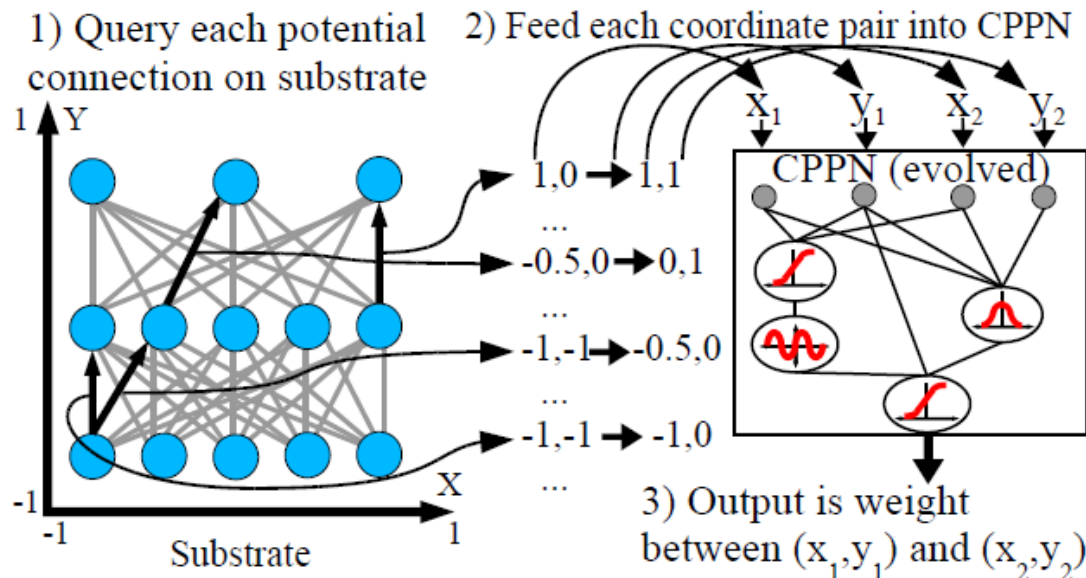 1) Query each potential
connection on substrate
1
Y
-1
-1
X
1
Substrate
2) Feed each coordinate pair into CPPN
x1 y1 x2 y2
1,0 1,1
...
-0.5,0 0,1
...
-1,-1 -0.5,0
...
-1,-1 -1,0
...
CPPN (evolved)
3) Output is weight
between (x1,y1) and (x2,y2)